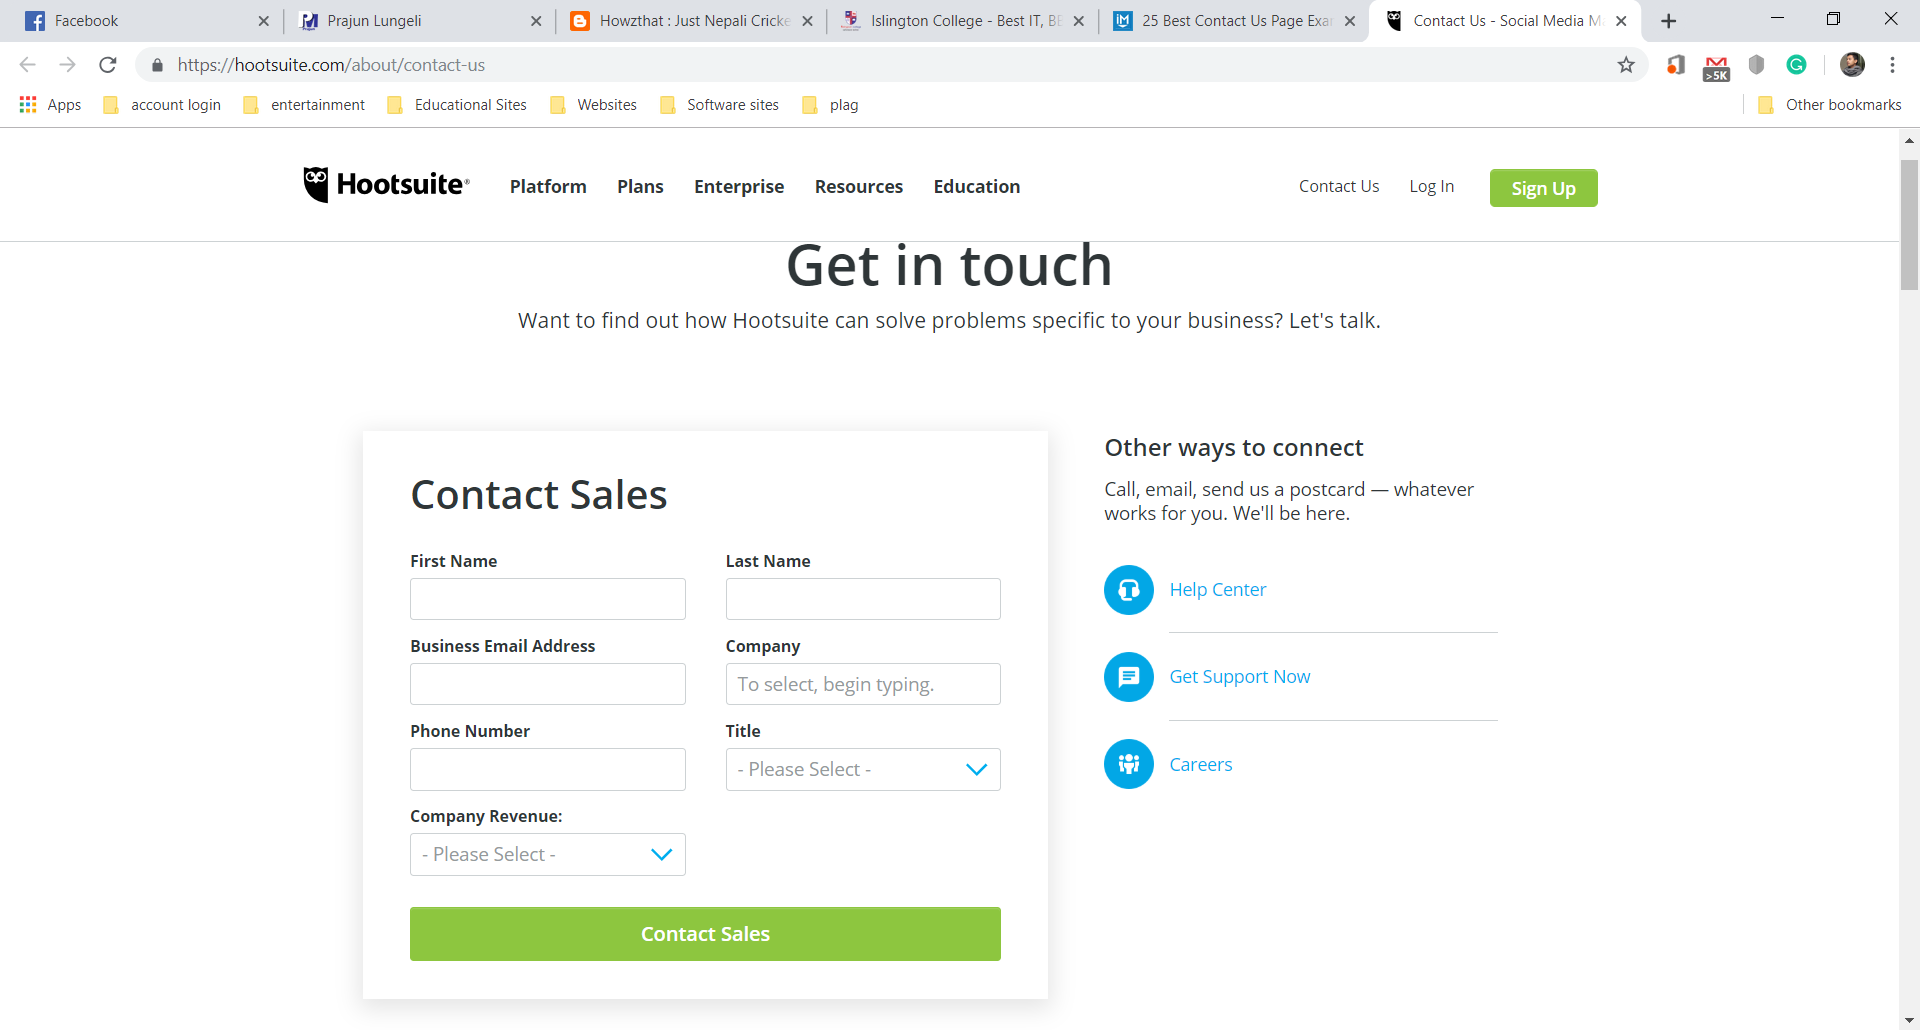 Facebook
Prajun Lungeli
Howzthat : Just Nepali Cricke
Islington College - Best IT, BB
25 Best Contact Us Page Exa
Contact Us - Social Media M
https://hootsuite.com/about/contact-us
>5K
Apps
account login
entertainment
Educational Sites
Websites
Software sites
plag
Other bookmarks
Hootsuite®
Platform
Plans
Enterprise
Resources
Education
Contact Us
Log In
Sign Up
Get in touch
Want to find out how Hootsuite can solve problems specific to your business? Let's talk.
Contact Sales
First Name
Last Name
Business Email Address
Company
To select, begin typing.
Phone Number
Title
- Please Select -
Company Revenue:
- Please Select -
Contact Sales
Other ways to connect
Call, email, send us a postcard — whatever
works for you. We'll be here.
Help Center
Get Support Now
Careers